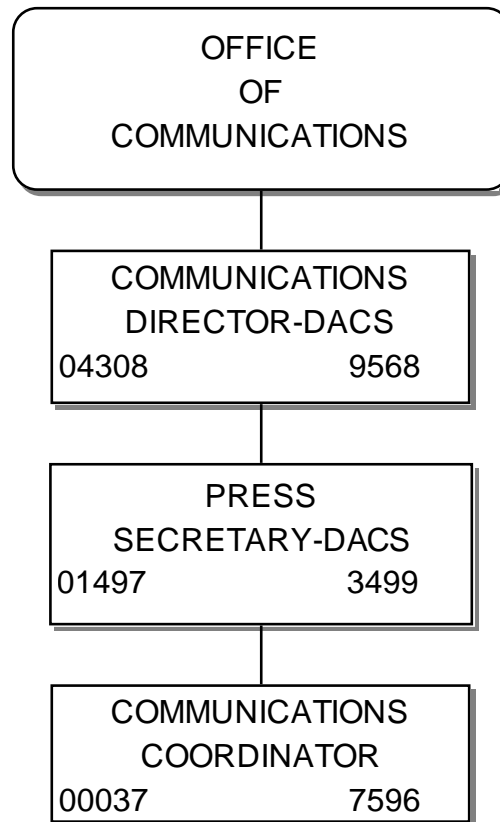 OFFICE
OF
COMMUNICATIONS
COMMUNICATIONS
DIRECTOR-DACS
04308 9568
PRESS
SECRETARY-DACS
01497 3499
COMMUNICATIONS
COORDINATOR
00037 7596